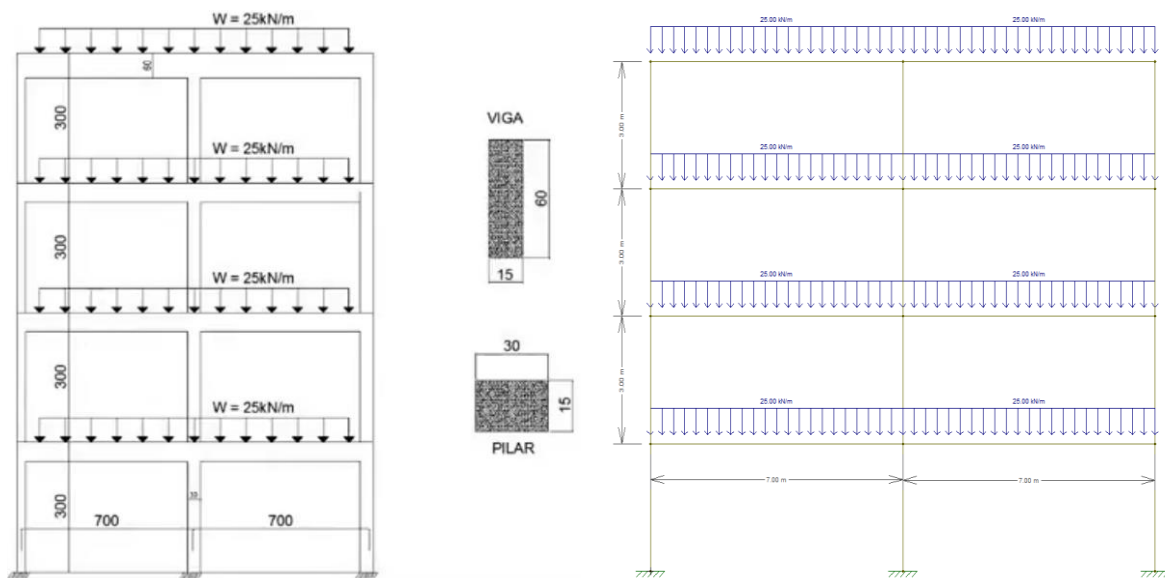 W = 25kN/m
60
300
W = 25kN/m
300
W = 25kN/m
300
W = 25kN/m
300
700
700
VIGA
60
15
30
15
PILAR
25.00 kN/m
25.00 kN/m
3.00 m
25.00 kN/m
25.00 kN/m
3.00 m
25.00 kN/m
25.00 kN/m
3.00 m
25.00 kN/m
25.00 kN/m
7.00 m
7.00 m